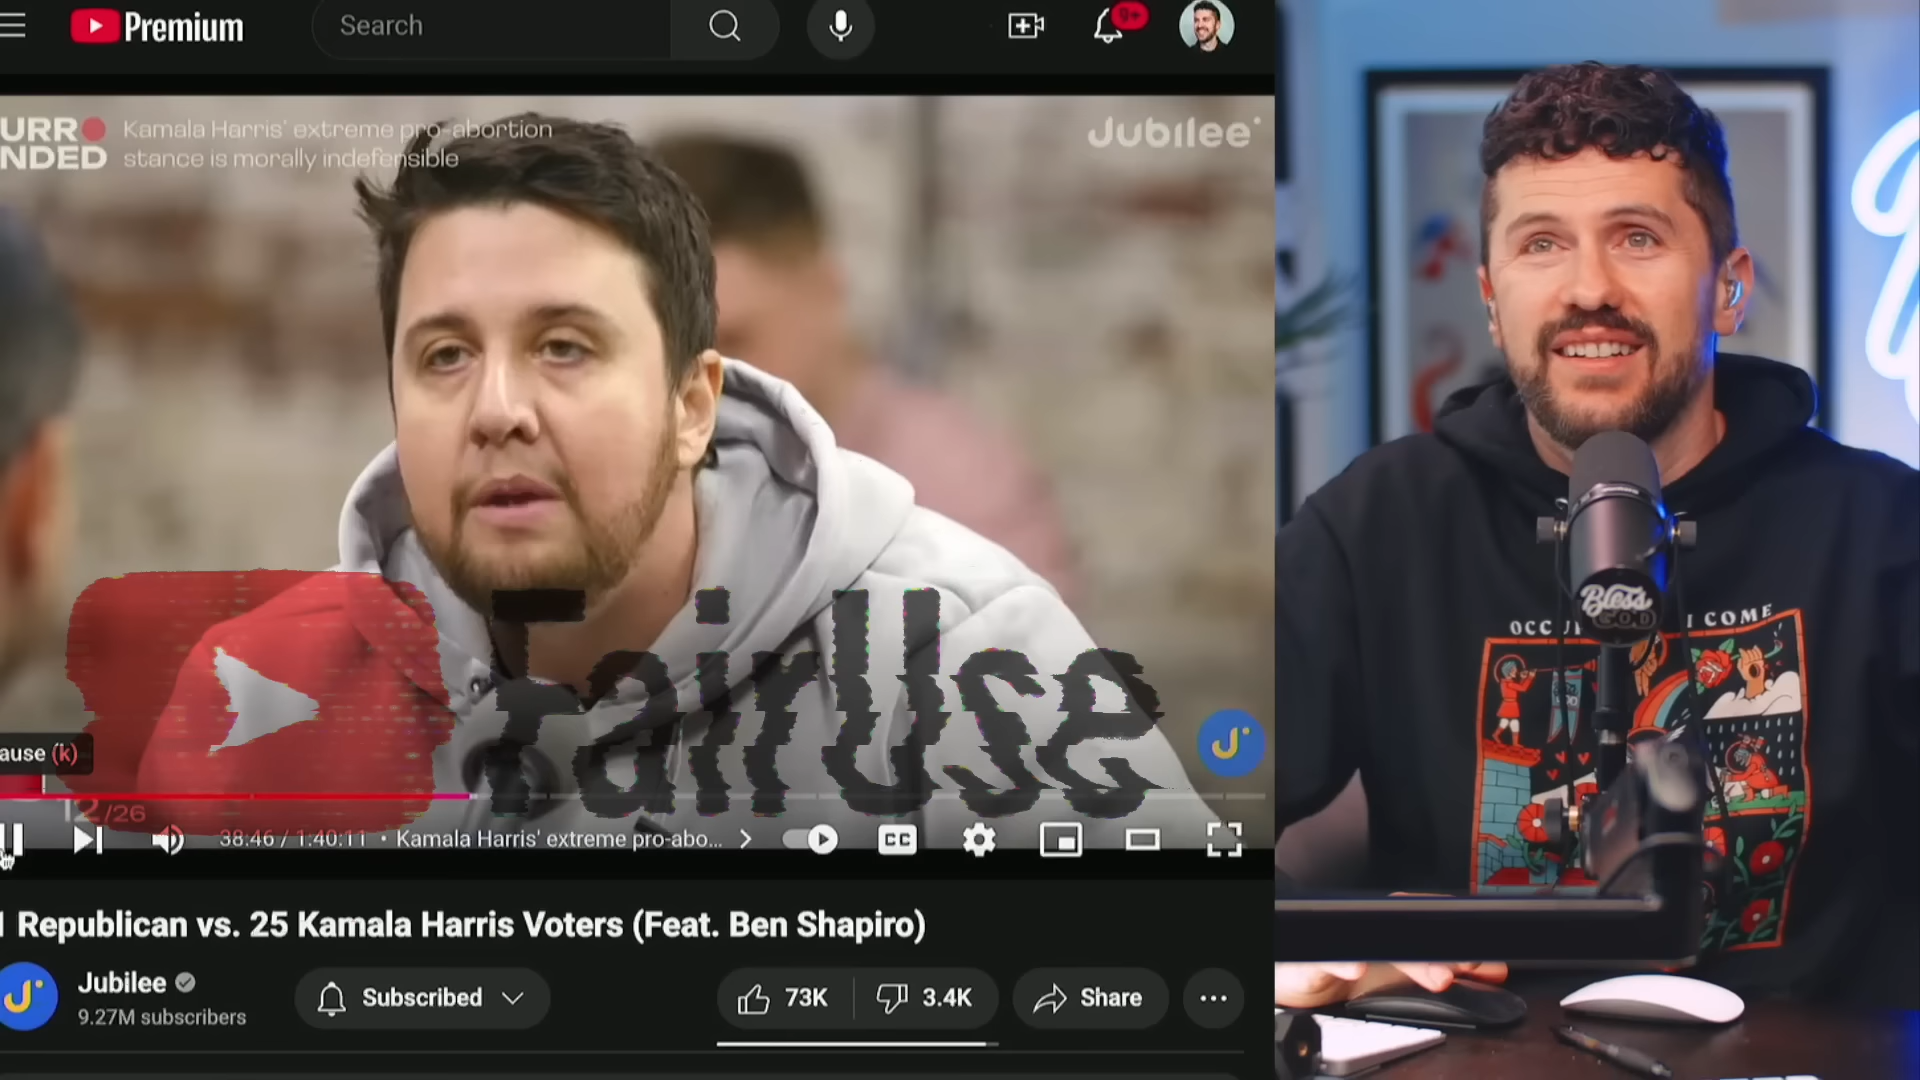 Premium
Search
9+
URR
NDED
Kamala Harris' extreme pro-abortion
stance is morally indefensible
Jubilee
FairUse
ause (k)
12/26
38:46 / 1:40:11 • Kamala Harris' extreme pro-abo...
CC
1 Republican vs. 25 Kamala Harris Voters (Feat. Ben Shapiro)
Jubilee
9.27M subscribers
Subscribed
73K
3.4K
Share
Bless
GOD
I COME